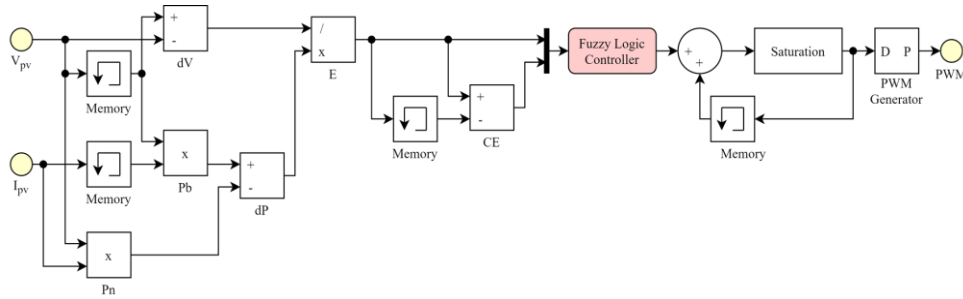 V_pv
+
-
dV
Memory
/
x
E
Fuzzy Logic
Controller
+
+
Saturation
D P
PWM
Generator
PWM
+
-
CE
Memory
Memory
I_pv
Memory
x
Pb
+
-
dP
x
Pn